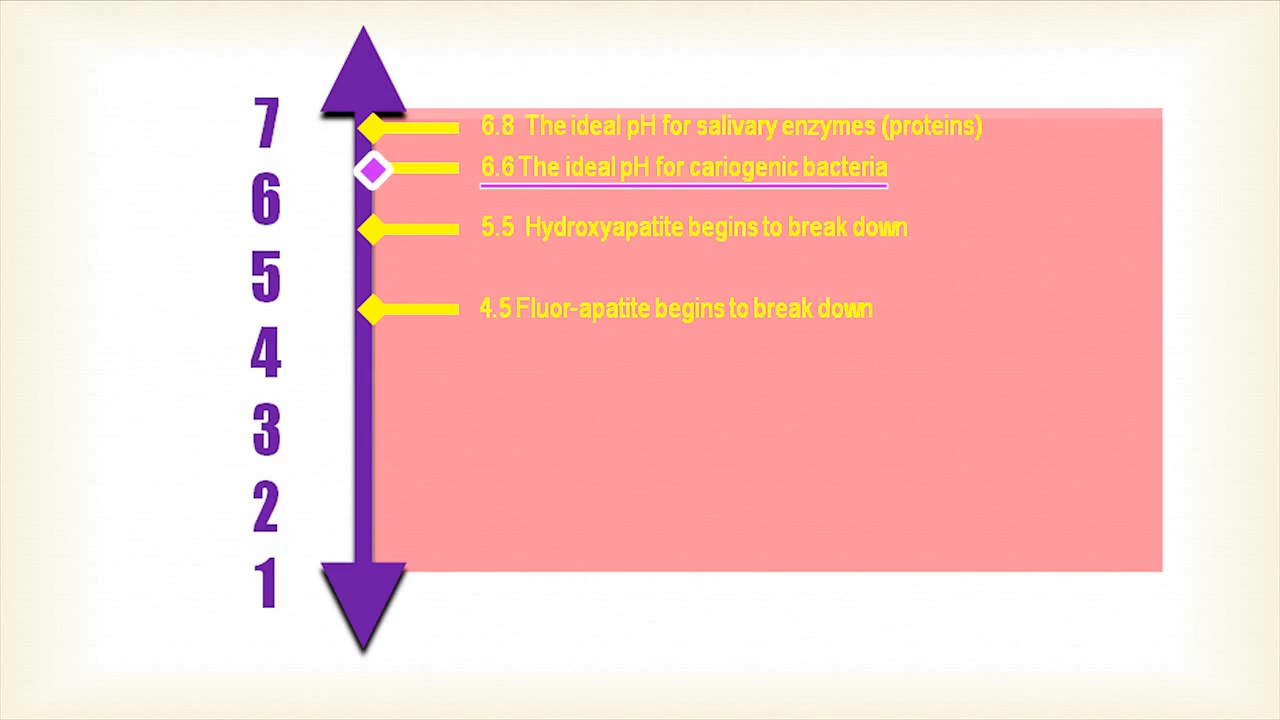 7
6.8 The ideal pH for salivary enzymes (proteins)
6.6 The ideal pH for cariogenic bacteria
6
5.5 Hydroxyapatite begins to break down
5
4.5 Fluor-apatite begins to break down
4
3
2
1